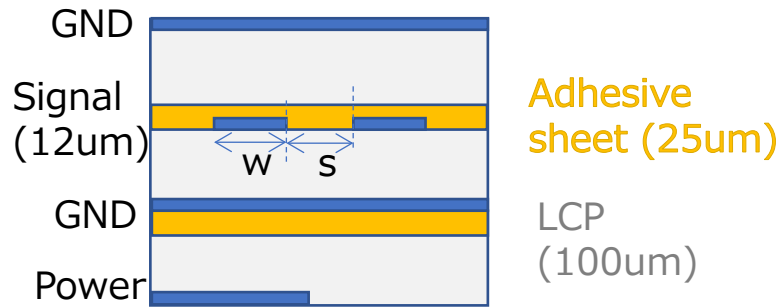 GND
Signal
(12um)
w
s
GND
Power
Adhesive
sheet (25um)
LCP
(100um)